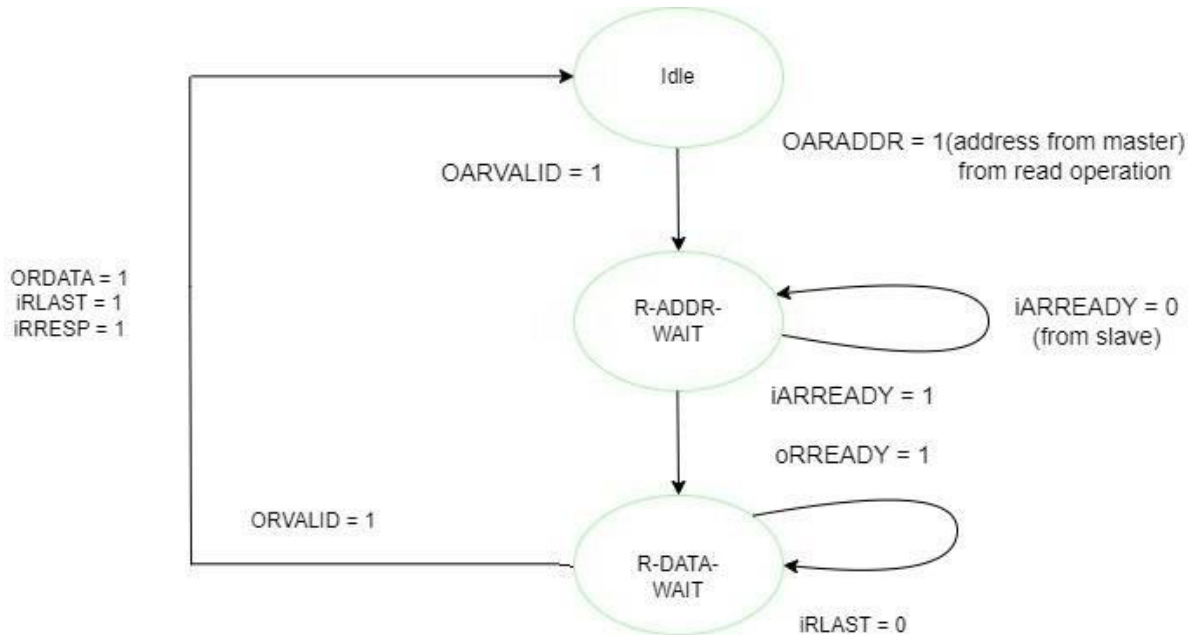 Idle
OARADDR = 1(address from master)
from read operation
OARVALID = 1
ORDATA = 1
iRLAST = 1
iRRESP = 1
R-ADDR-
WAIT
iARREADY = 0
(from slave)
iARREADY = 1
oRREADY = 1
ORVALID = 1
R-DATA-
WAIT
iRLAST = 0